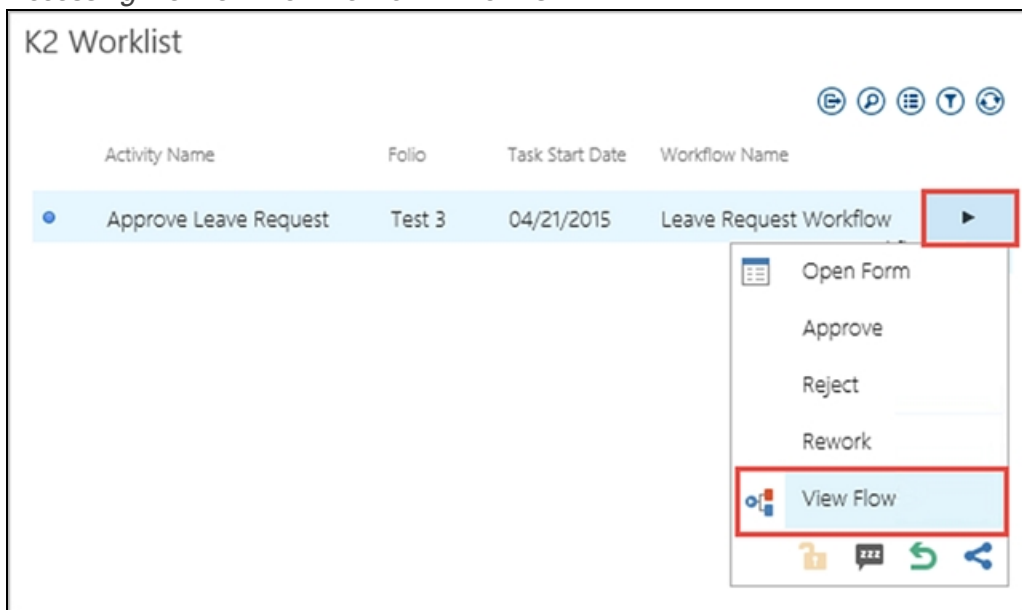 K2 Worklist
Activity Name Folio Task Start Date Workflow Name
Approve Leave Request Test 3 04/21/2015 Leave Request Workflow
Open Form
Approve
Reject
Rework
View Flow
zzz